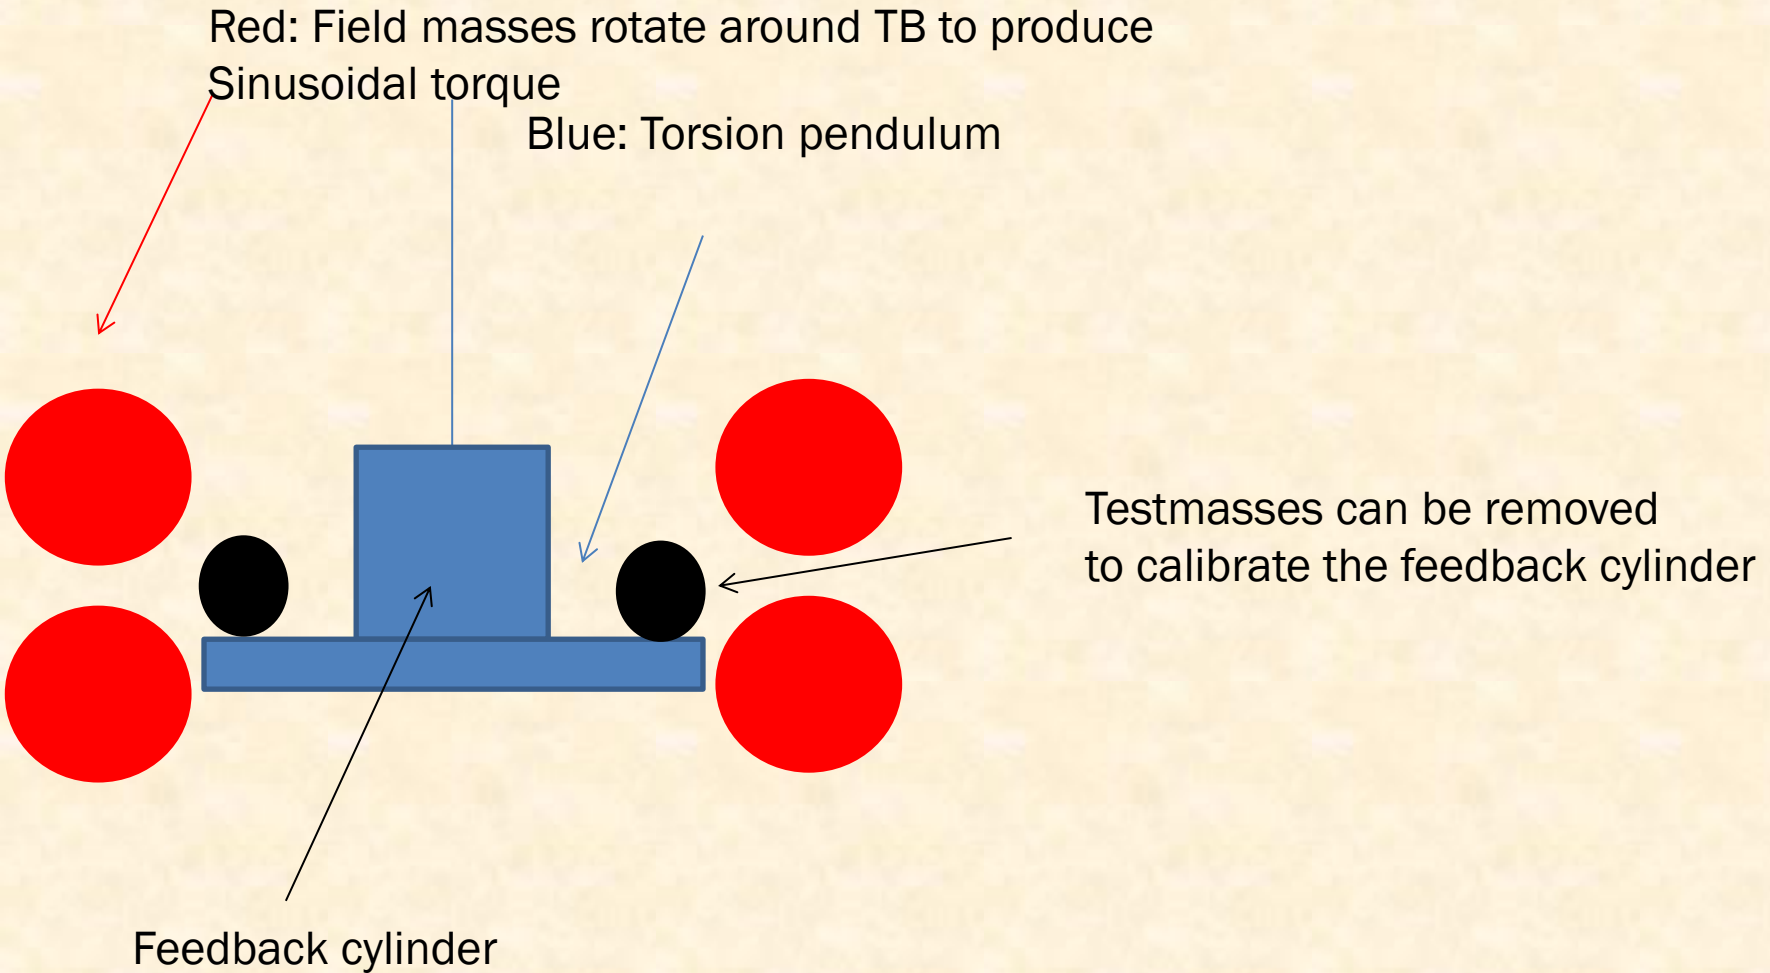 Red: Field masses rotate around TB to produce
Sinusoidal torque
Blue: Torsion pendulum
Testmasses can be removed
to calibrate the feedback cylinder
Feedback cylinder